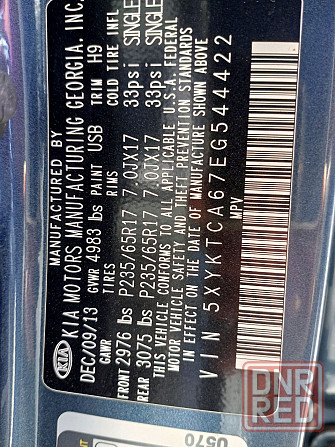 MANUFACTURED BY
KIA KIA MOTORS MANUFACTURING GEORGIA, INC.
DEC/09/13 GVWR 4983 lbs PAINT USB TRIM H9
GAWR TIRES RIMS COLD TIRE INFL
FRONT 2976 lbs P235/65R17 7.0JX17 33psi SINGLE
REAR 3075 lbs P235/65R17 7.0JX17 33psi SINGLE
THIS VEHICLE CONFORMS TO ALL APPLICABLE U.S.A. FEDERAL
MOTOR VEHICLE SAFETY AND THEFT PREVENTION STANDARDS
IN EFFECT ON THE DATE OF MANUFACTURE SHOWN ABOVE
VIN 5XYKTCA67EG544422
MPV
U570
DNR
RED